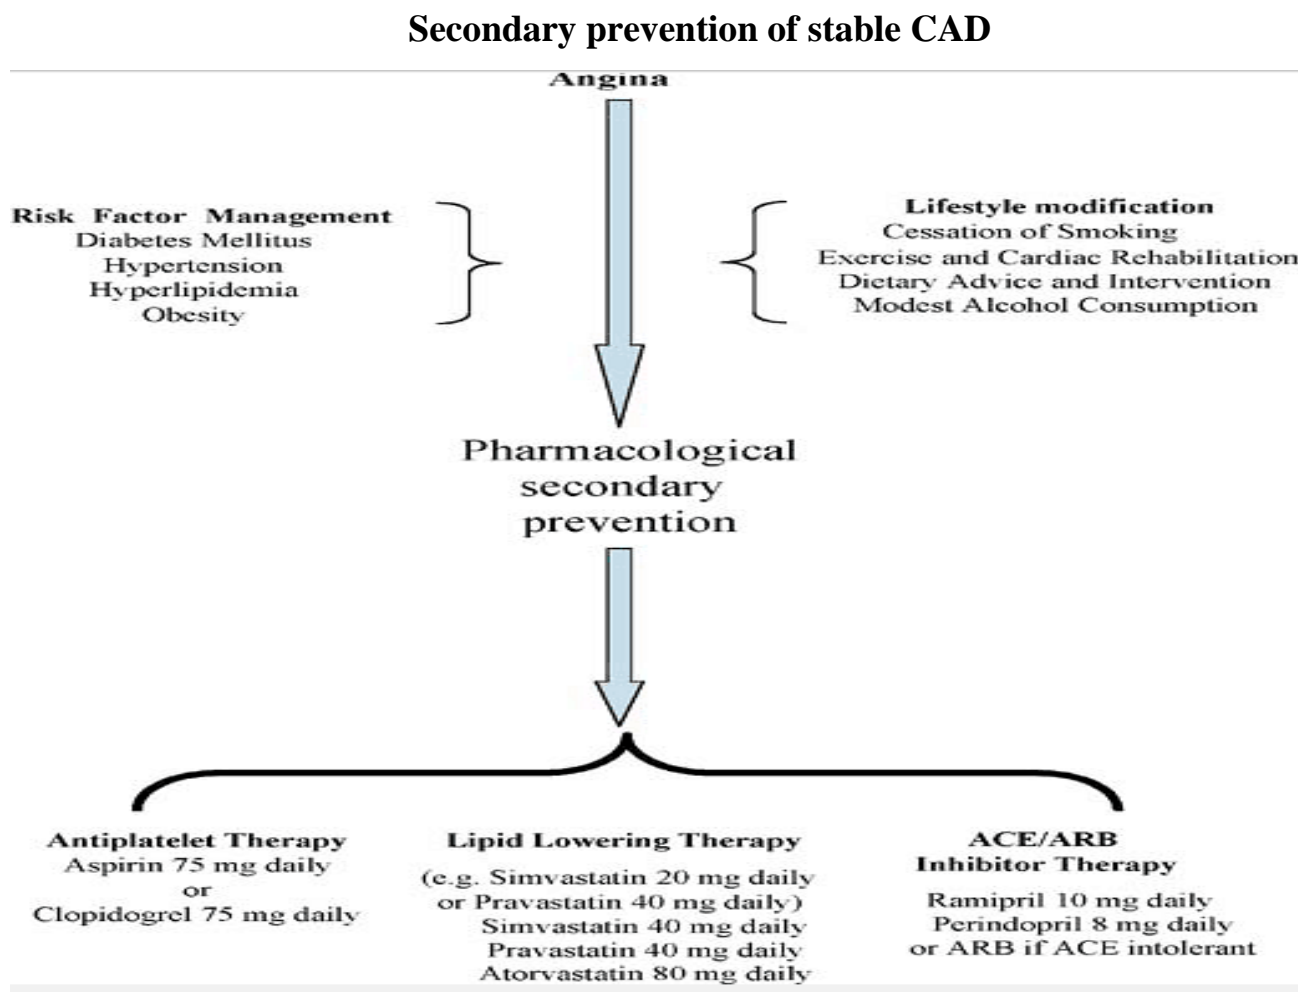 Secondary prevention of stable CAD
Angina
Risk Factor Management
Diabetes Mellitus
Hypertension
Hyperlipidemia
Obesity
Lifestyle modification
Cessation of Smoking
Exercise and Cardiac Rehabilitation
Dietary Advice and Intervention
Modest Alcohol Consumption
Pharmacological
secondary
prevention
Antiplatelet Therapy
Aspirin 75 mg daily
or
Clopidogrel 75 mg daily
Lipid Lowering Therapy
(e.g. Simvastatin 20 mg daily
or Pravastatin 40 mg daily)
Simvastatin 40 mg daily
Pravastatin 40 mg daily
Atorvastatin 80 mg daily
ACE/ARB
Inhibitor Therapy
Ramipril 10 mg daily
Perindopril 8 mg daily
or ARB if ACE intolerant